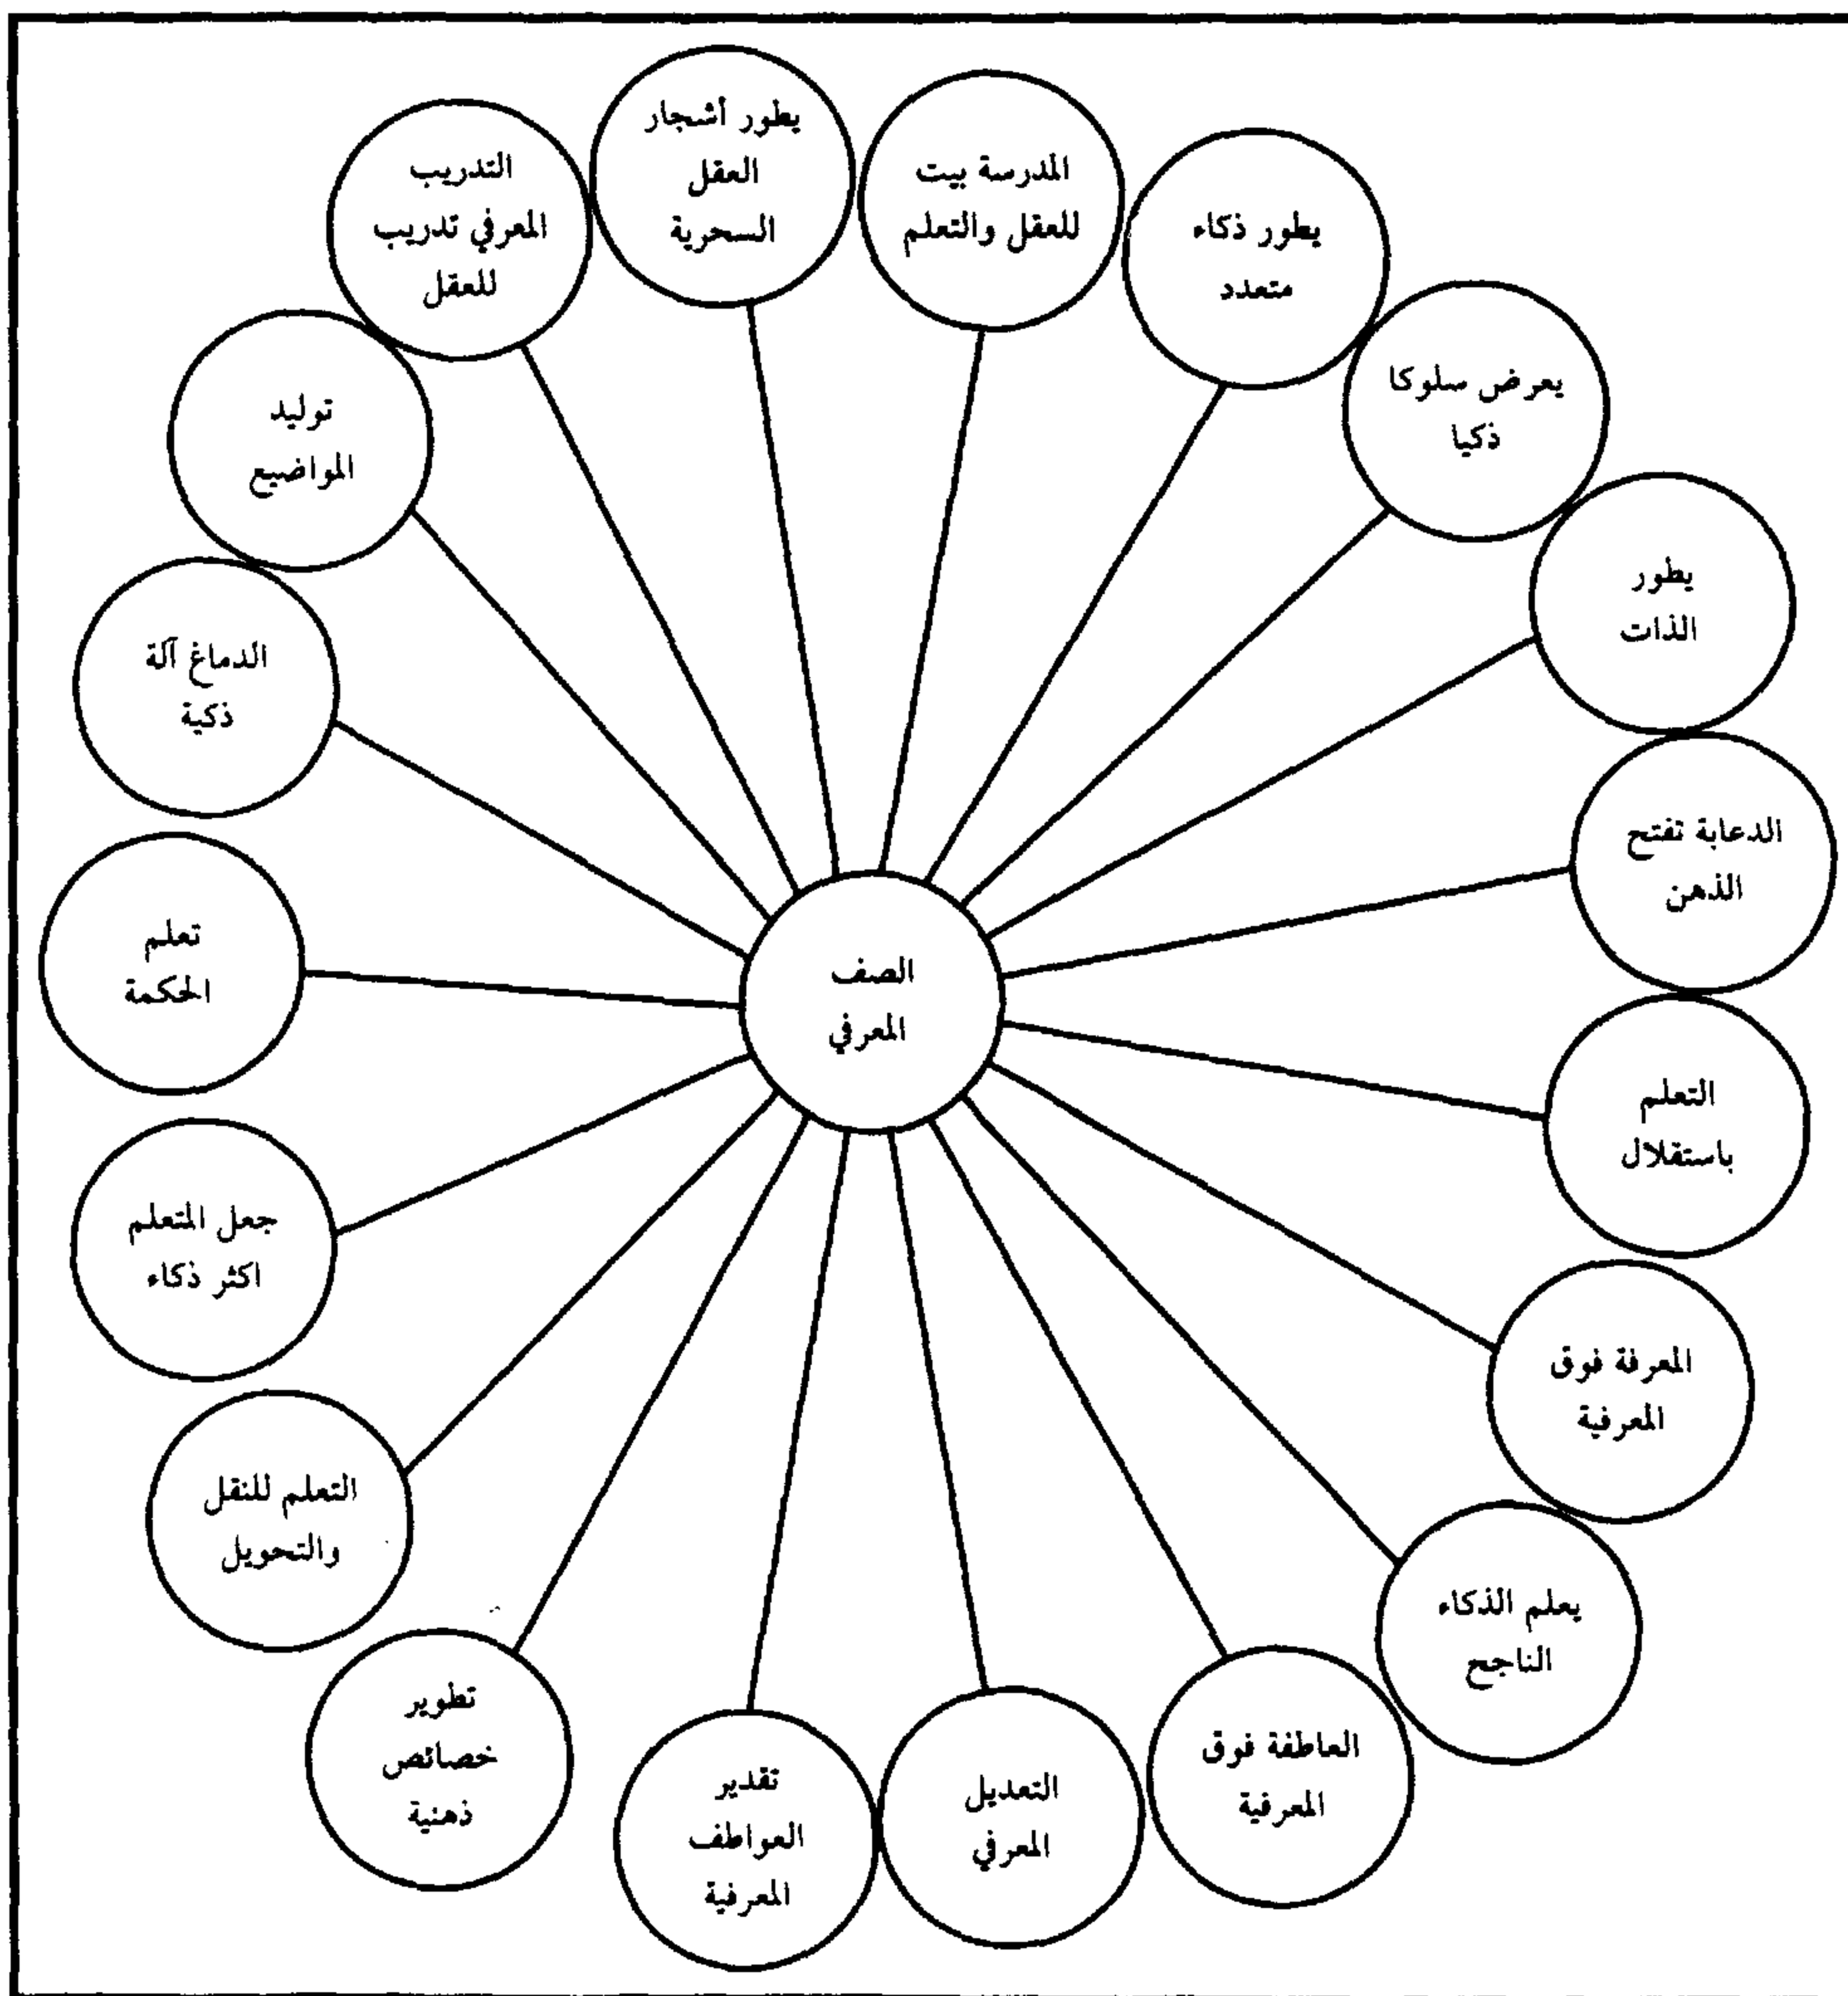 يطور أشجار
العقل
السحرية
المدرسة بيت
للعقل والتعلم
يطور ذكاء
متعدد
يعرض سلوكا
ذكيا
يطور
الذات
الدعابة تفتح
الذهن
التعلم
باستقلال
المعرفة فوق
المعرفية
يعلم الذكاء
الناجح
العاطفة فوق
المعرفية
التعديل
المعرفي
تقدير
العواطف
المعرفية
تطوير
خصائص
ذهنية
التعلم للنقل
والتحويل
جعل المتعلم
اكثر ذكاء
تعلم
الحكمة
الدماغ آلة
ذكية
توليد
المواضيع
التدريب
المعرفي تدريب
للعقل
الصف
المعرفي